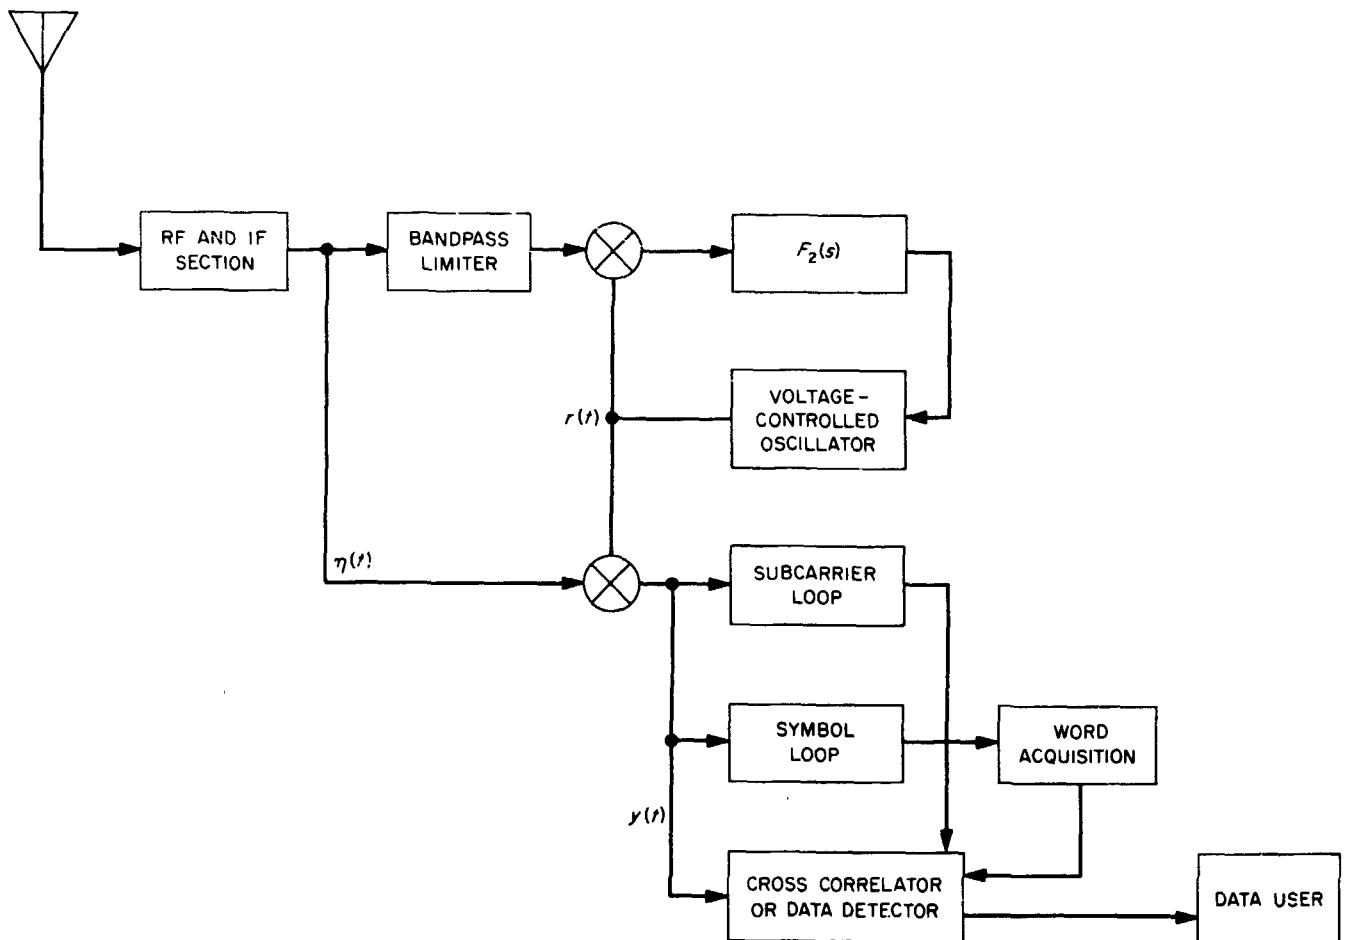 RF AND IF
SECTION
BANDPASS
LIMITER
F₂(s)
VOLTAGE-
CONTROLLED
OSCILLATOR
r(t)
η(t)
SUBCARRIER
LOOP
SYMBOL
LOOP
WORD
ACQUISITION
y(t)
CROSS CORRELATOR
OR DATA DETECTOR
DATA USER